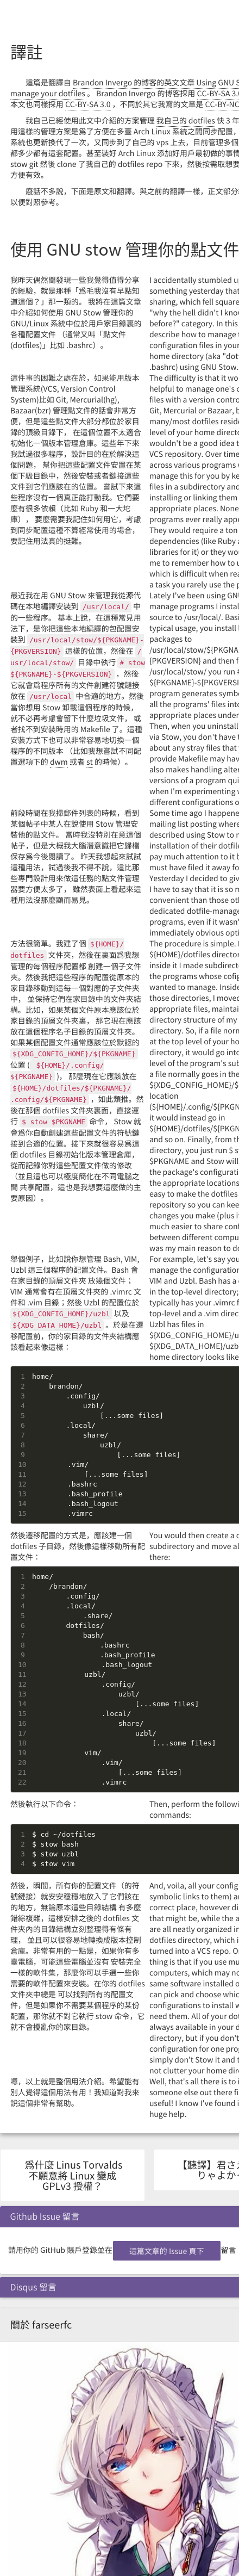 譯註
這篇是翻譯自 Brandon Invergo 的博客的英文文章 Using GNU S
manage your dotfiles 。 Brandon Invergo 的博客採用 CC-BY-SA 3.0
本文也同樣採用 CC-BY-SA 3.0 ，不同於其它我寫的文章是 CC-BY-NC
我自己已經使用此文中介紹的方案管理 我自己的 dotfiles 快 3 年
用這樣的管理方案是爲了方便在多臺 Arch Linux 系統之間同步配置，
系統也更新換代了一次，又同步到了自己的 vps 上去，目前管理多個
都多少都有這套配置。甚至裝好 Arch Linux 添加好用戶最初做的事情
stow git 然後 clone 了我自己的 dotfiles repo 下來，然後按需取想要
方便有效。
廢話不多說，下面是原文和翻譯。與之前的翻譯一樣，正文部分
以便對照參考。
使用 GNU stow 管理你的點文件
我昨天偶然間發現一些我覺得值得分享
的經驗，就是那種「爲毛我沒有早點知
道這個？」那一類的。 我將在這篇文章
中介紹如何使用 GNU Stow 管理你的
GNU/Linux 系統中位於用戶家目錄裏的
各種配置文件 （通常又叫「點文件
(dotfiles)」比如 .bashrc）。
這件事的困難之處在於，如果能用版本
管理系統(VCS, Version Control
System)比如 Git, Mercurial(hg),
Bazaar(bzr) 管理點文件的話會非常方
便，但是這些點文件大部分都位於家目
錄的頂級目錄下， 在這個位置不太適合
初始化一個版本管理倉庫。這些年下來
我試過很多程序，設計目的在於解決這
個問題， 幫你把這些配置文件安置在某
個下級目錄中，然後安裝或者鏈接這些
文件到它們應該在的位置。 嘗試下來這
些程序沒有一個真正能打動我。它們要
麼有很多依賴（比如 Ruby 和一大坨
庫）， 要麼需要我記住如何用它，考慮
到同步配置這種不算經常使用的場合，
要記住用法真的挺難。
最近我在用 GNU Stow 來管理我從源代
碼在本地編譯安裝到 /usr/local/ 中
的一些程序。 基本上說，在這種常見用
法下，是你把這些本地編譯的包配置安
裝到 /usr/local/stow/${PKGNAME}-
{PKGVERSION} 這樣的位置，然後在 /
usr/local/stow/ 目錄中執行 # stow
${PKGNAME}-${PKGVERSION} ，然後
它就會爲程序所有的文件創建符號鏈接
放在 /usr/local 中合適的地方。然後
當你想用 Stow 卸載這個程序的時候，
就不必再考慮會留下什麼垃圾文件， 或
者找不到安裝時用的 Makefile 了。這種
安裝方式下也可以非常容易地切換一個
程序的不同版本 （比如我想嘗試不同配
置選項下的 dwm 或者 st 的時候）。
前段時間在我掃郵件列表的時候，看到
某個帖子中某人在說使用 Stow 管理安
裝他的點文件。 當時我沒特別在意這個
帖子，但是大概我大腦潛意識把它歸檔
保存爲今後閱讀了。 昨天我想起來試試
這種用法，試過後我不得不說，這比那
些專門設計用來做這任務的點文件管理
器要方便太多了， 雖然表面上看起來這
種用法沒那麼顯而易見。
方法很簡單。我建了個 ${HOME}/
dotfiles 文件夾，然後在裏面爲我想
管理的每個程序配置都 創建一個子文件
夾。然後我把這些程序的配置從原本的
家目錄移動到這每一個對應的子文件夾
中， 並保持它們在家目錄中的文件夾結
構。比如，如果某個文件原本應該位於
家目錄的頂層文件夾裏， 那它現在應該
放在這個程序名子目錄的頂層文件夾。
如果某個配置文件通常應該位於默認的
${XDG_CONFIG_HOME}/${PKGNAME}
位置 ( ${HOME}/.config/
${PKGNAME} )， 那麼現在它應該放在
${HOME}/dotfiles/${PKGNAME}/
.config/${PKGNAME} ，如此類推。然
後在那個 dotfiles 文件夾裏面，直接運
行 $ stow $PKGNAME 命令， Stow 就
會爲你自動創建這些配置文件的符號鏈
接到合適的位置。接下來就很容易爲這
個 dotfiles 目錄初始化版本管理倉庫，
從而記錄你對這些配置文件做的修改
（並且這也可以極度簡化在不同電腦之
間 共享配置，這也是我想要這麼做的主
要原因）。
舉個例子，比如說你想管理 Bash, VIM,
Uzbl 這三個程序的配置文件。Bash 會
在家目錄的頂層文件夾 放幾個文件；
VIM 通常會有在頂層文件夾的 .vimrc 文
件和 .vim 目錄；然後 Uzbl 的配置位於
${XDG_CONFIG_HOME}/uzbl 以及
${XDG_DATA_HOME}/uzbl 。於是在遷
移配置前，你的家目錄的文件夾結構應
該看起來像這樣：
I accidentally stumbled u
something yesterday that
sharing, which fell square
"why the hell didn't I know
before?" category. In this
describe how to manage
configuration files in your
home directory (aka "dot
.bashrc) using GNU Stow.
The difficulty is that it wou
helpful to manage one's c
files with a version control
Git, Mercurial or Bazaar, b
many/most dotfiles reside
level of your home directo
wouldn't be a good idea t
VCS repository. Over time
across various programs w
manage this for you by ke
files in a subdirectory and
installing or linking them
appropriate places. None
programs ever really appe
They would require a ton
dependencies (like Ruby a
libraries for it) or they wou
me to remember how to u
which is difficult when rea
a task you rarely use the p
Lately I've been using GNU
manage programs I install
source to /usr/local/. Basi
typical usage, you install l
packages to
/usr/local/stow/${PKGNA
{PKGVERSION} and then f
/usr/local/stow/ you run #
${PKGNAME}-${PKGVERSI
program generates symbo
all the programs' files into
appropriate places under
Then, when you uninstall
via Stow, you don't have t
about any stray files that y
provide Makefile may hav
also makes handling alter
versions of a program qui
when I'm experimenting w
different configurations o
Some time ago I happene
mailing list posting where
described using Stow to m
installation of their dotfile
pay much attention to it b
must have filed it away fo
Yesterday I decided to giv
I have to say that it is so m
convenient than other opt
dedicated dotfile-manage
programs, even if it wasn'
immediately obvious optio
The procedure is simple. I
${HOME}/dotfiles director
inside it I made subdirect
the programs whose confi
wanted to manage. Inside
those directories, I moved
appropriate files, maintai
directory structure of my
directory. So, if a file norm
at the top level of your ho
directory, it would go into
level of the program's sub
a file normally goes in the
${XDG_CONFIG_HOME}/$
location
(${HOME}/.config/${PKGN
it would instead go in
${HOME}/dotfiles/${PKGN
and so on. Finally, from th
directory, you just run $ s
$PKGNAME and Stow will
the package's configurati
the appropriate locations
easy to make the dotfiles
repository so you can kee
changes you make (plus i
much easier to share conf
between different compu
was my main reason to do
For example, let's say you
manage the configuration
VIM and Uzbl. Bash has a
in the top-level directory;
typically has your .vimrc f
top-level and a .vim direct
Uzbl has files in
${XDG_CONFIG_HOME}/u
${XDG_DATA_HOME}/uzb
home directory looks like
1 home/
2 brandon/
3 .config/
4 uzbl/
5 [...some files]
6 .local/
7 share/
8 uzbl/
9 [...some files]
10 .vim/
11 [...some files]
12 .bashrc
13 .bash_profile
14 .bash_logout
15 .vimrc
然後遷移配置的方式是，應該建一個
dotfiles 子目錄，然後像這樣移動所有配
置文件：
You would then create a d
subdirectory and move al
there:
1 home/
2 /brandon/
3 .config/
4 .local/
5 .share/
6 dotfiles/
7 bash/
8 .bashrc
9 .bash_profile
10 .bash_logout
11 uzbl/
12 .config/
13 uzbl/
14 [...some files]
15 .local/
16 share/
17 uzbl/
18 [...some files]
19 vim/
20 .vim/
21 [...some files]
22 .vimrc
然後執行以下命令：
Then, perform the followi
commands:
1 $ cd ~/dotfiles
2 $ stow bash
3 $ stow uzbl
4 $ stow vim
然後，瞬間，所有你的配置文件（的符
號鏈接）就安安穩穩地放入了它們該在
的地方，無論原本這些目錄結構 有多麼
錯綜複雜，這樣安排之後的 dotfiles 文
件夾內的目錄結構立刻整理得有條有
理， 並且可以很容易地轉換成版本控制
倉庫。非常有用的一點是，如果你有多
臺電腦，可能這些電腦並沒有 安裝完全
一樣的軟件集，那麼你可以手選一些你
需要的軟件配置來安裝。在你的 dotfiles
文件夾中總是 可以找到所有的配置文
件，但是如果你不需要某個程序的某份
配置，那你就不對它執行 stow 命令，它
就不會擾亂你的家目錄。
嗯，以上就是整個用法介紹。希望能有
別人覺得這個用法有用！我知道對我來
說這個非常有幫助。
And, voila, all your config
symbolic links to them) ar
correct place, however dis
that might be, while the a
are all neatly organized in
dotfiles directory, which is
turned into a VCS repo. O
thing is that if you use mu
computers, which may no
same software installed o
can pick and choose whic
configurations to install w
need them. All of your dot
always available in your d
directory, but if you don't
configuration for one prog
simply don't Stow it and t
not clutter your home dire
Well, that's all there is to i
someone else out there fi
useful! I know I've found i
huge help.
爲什麼 Linus Torvalds
不願意將 Linux 變成
GPLv3 授權？
Github Issue 留言
請用你的 GitHub 賬戶登錄並在 這篇文章的 Issue 頁下 留言
Disqus 留言
關於 farseerfc